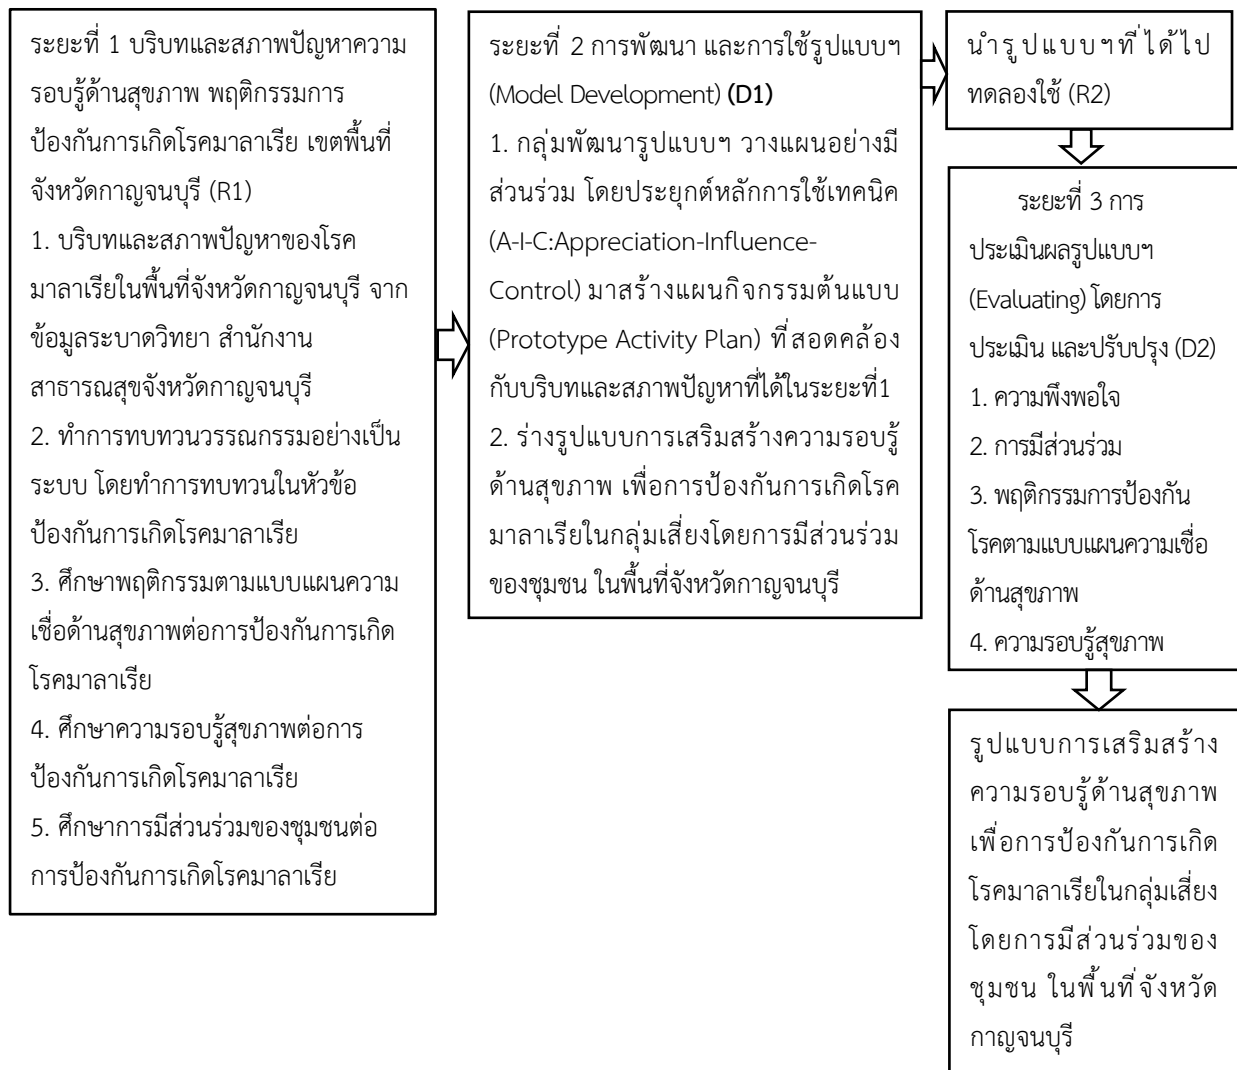 ระยะที่ 1 บริบทและสภาพปัญหาความ
รอบรู้ด้านสุขภาพ พฤติกรรมการ
ป้องกันการเกิดโรคมาลาเรีย เขตพื้นที่
จังหวัดกาญจนบุรี (R1)
1. บริบทและสภาพปัญหาของโรค
มาลาเรียในพื้นที่จังหวัดกาญจนบุรี จาก
ข้อมูลระบาดวิทยา สำนักงาน
สาธารณสุขจังหวัดกาญจนบุรี
2. ทำการทบทวนวรรณกรรมอย่างเป็น
ระบบ โดยทำการทบทวนในหัวข้อ
ป้องกันการเกิดโรคมาลาเรีย
3. ศึกษาพฤติกรรมตามแบบแผนความ
เชื่อด้านสุขภาพต่อการป้องกันการเกิด
โรคมาลาเรีย
4. ศึกษาความรอบรู้สุขภาพต่อการ
ป้องกันการเกิดโรคมาลาเรีย
5. ศึกษาการมีส่วนร่วมของชุมชนต่อ
การป้องกันการเกิดโรคมาลาเรีย
ระยะที่ 2 การพัฒนา และการใช้รูปแบบฯ
(Model Development) (D1)
1. กลุ่มพัฒนารูปแบบฯ วางแผนอย่างมี
ส่วนร่วม โดยประยุกต์หลักการใช้เทคนิค
(A-I-C:Appreciation-Influence-
Control) มาสร้างแผนกิจกรรมต้นแบบ
(Prototype Activity Plan) ที่สอดคล้อง
กับบริบทและสภาพปัญหาที่ได้ในระยะที่1
2. ร่างรูปแบบการเสริมสร้างความรอบรู้
ด้านสุขภาพ เพื่อการป้องกันการเกิดโรค
มาลาเรียในกลุ่มเสี่ยงโดยการมีส่วนร่วม
ของชุมชน ในพื้นที่จังหวัดกาญจนบุรี
นำรูปแบบฯที่ได้ไป
ทดลองใช้ (R2)
ระยะที่ 3 การ
ประเมินผลรูปแบบฯ
(Evaluating) โดยการ
ประเมิน และปรับปรุง (D2)
1. ความพึงพอใจ
2. การมีส่วนร่วม
3. พฤติกรรมการป้องกัน
โรคตามแบบแผนความเชื่อ
ด้านสุขภาพ
4. ความรอบรู้สุขภาพ
รูปแบบการเสริมสร้าง
ความรอบรู้ด้านสุขภาพ
เพื่อการป้องกันการเกิด
โรคมาลาเรียในกลุ่มเสี่ยง
โดยการมีส่วนร่วมของ
ชุมชน ในพื้นที่จังหวัด
กาญจนบุรี